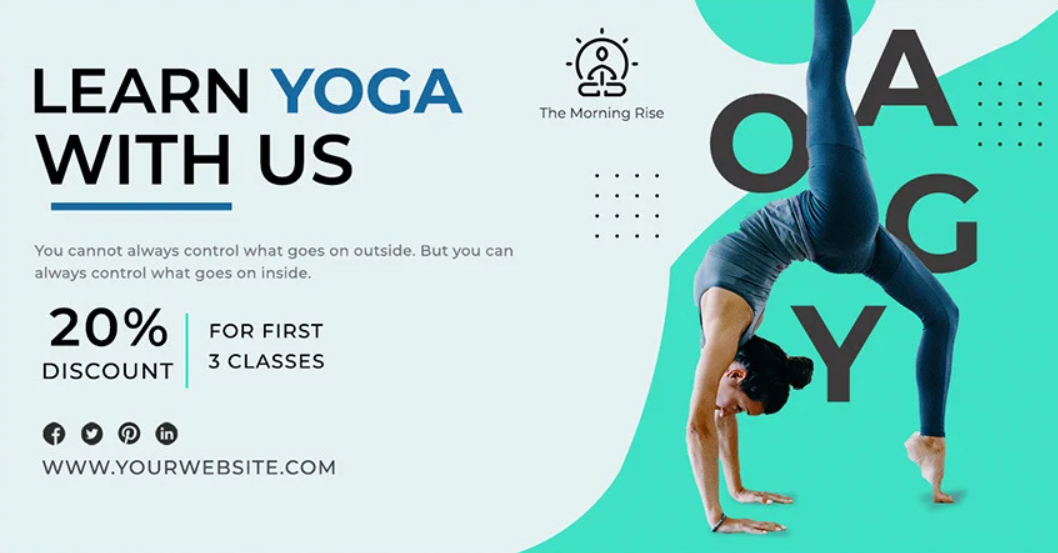 LEARN YOGA
WITH US
You cannot always control what goes on outside. But you can
always control what goes on inside.
20%
DISCOUNT
FOR FIRST
3 CLASSES
WWW.YOURWEBSITE.COM
The Morning Rise
A
O
G
Y